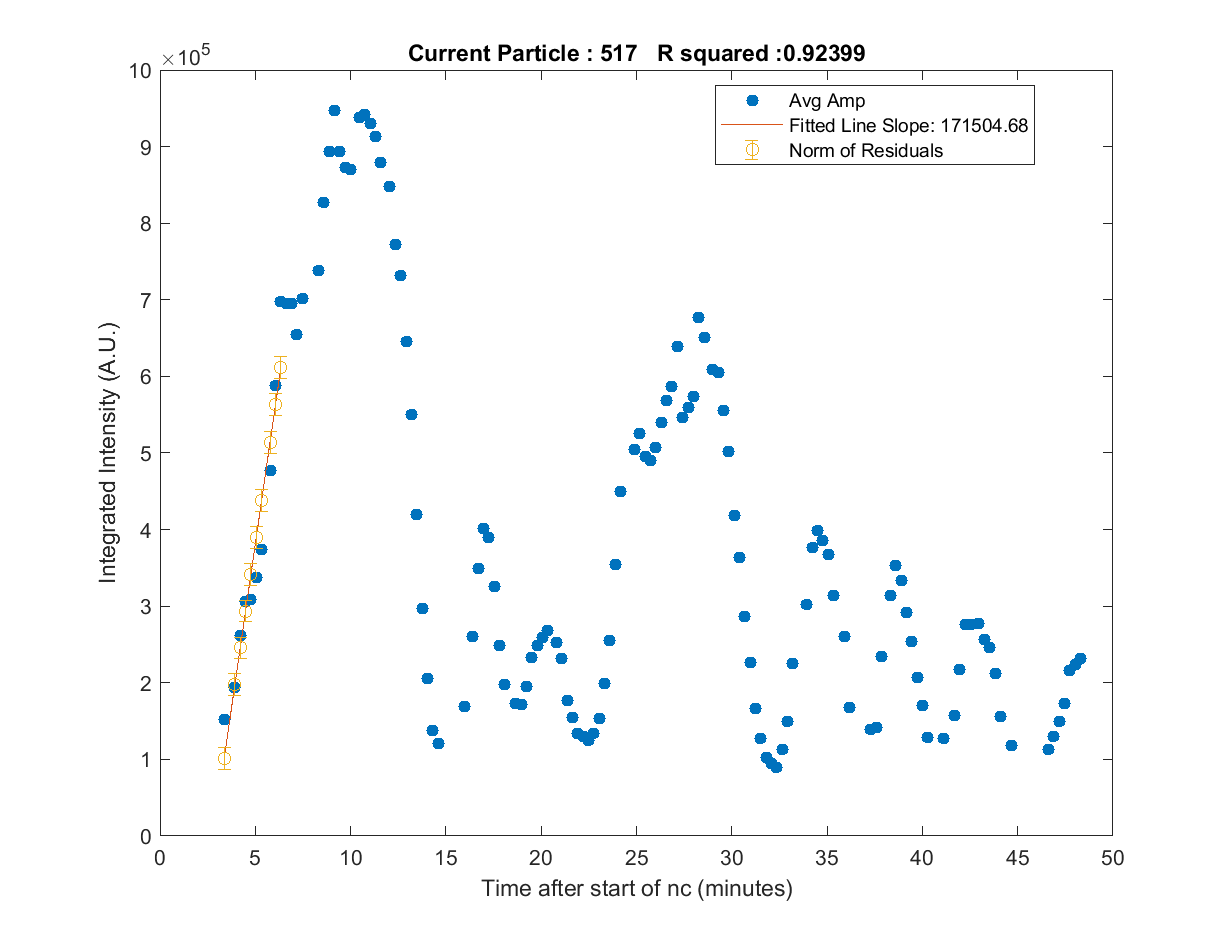 Current Particle : 517   R squared :0.92399
×10^5
Avg Amp
Fitted Line Slope: 171504.68
Norm of Residuals
10
9
8
7
6
5
4
3
2
1
0
Integrated Intensity (A.U.)
0 5 10 15 20 25 30 35 40 45 50
Time after start of nc (minutes)